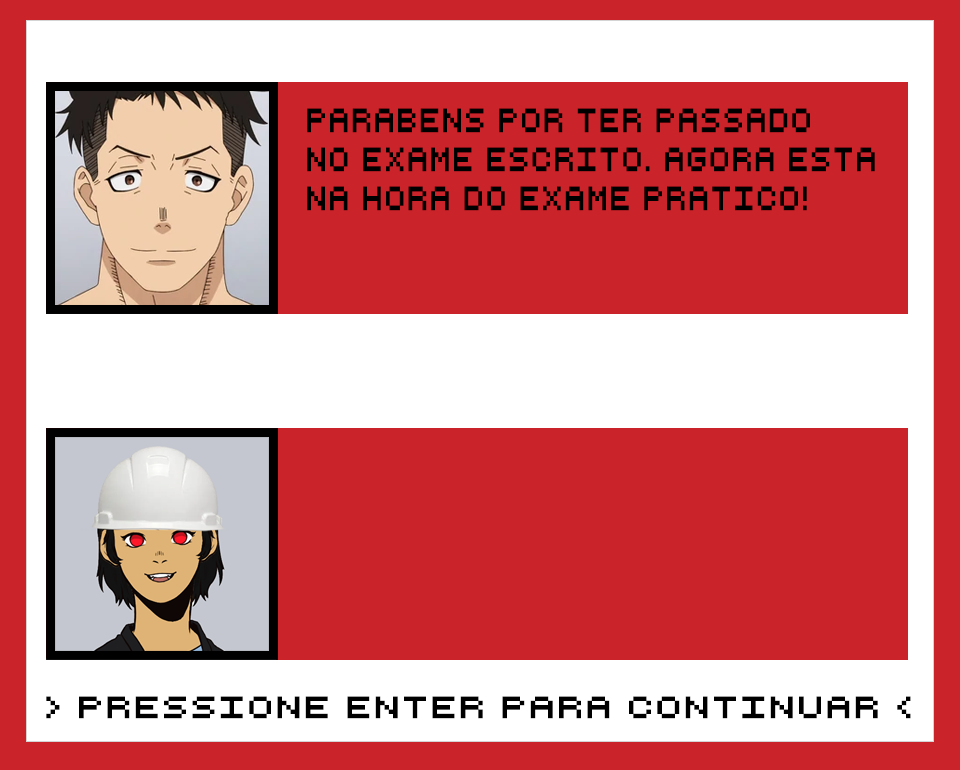 PARABENS POR TER PASSADO
NO EXAME ESCRITO. AGORA ESTA
NA HORA DO EXAME PRATICO!
> PRESSIONE ENTER PARA CONTINUAR <